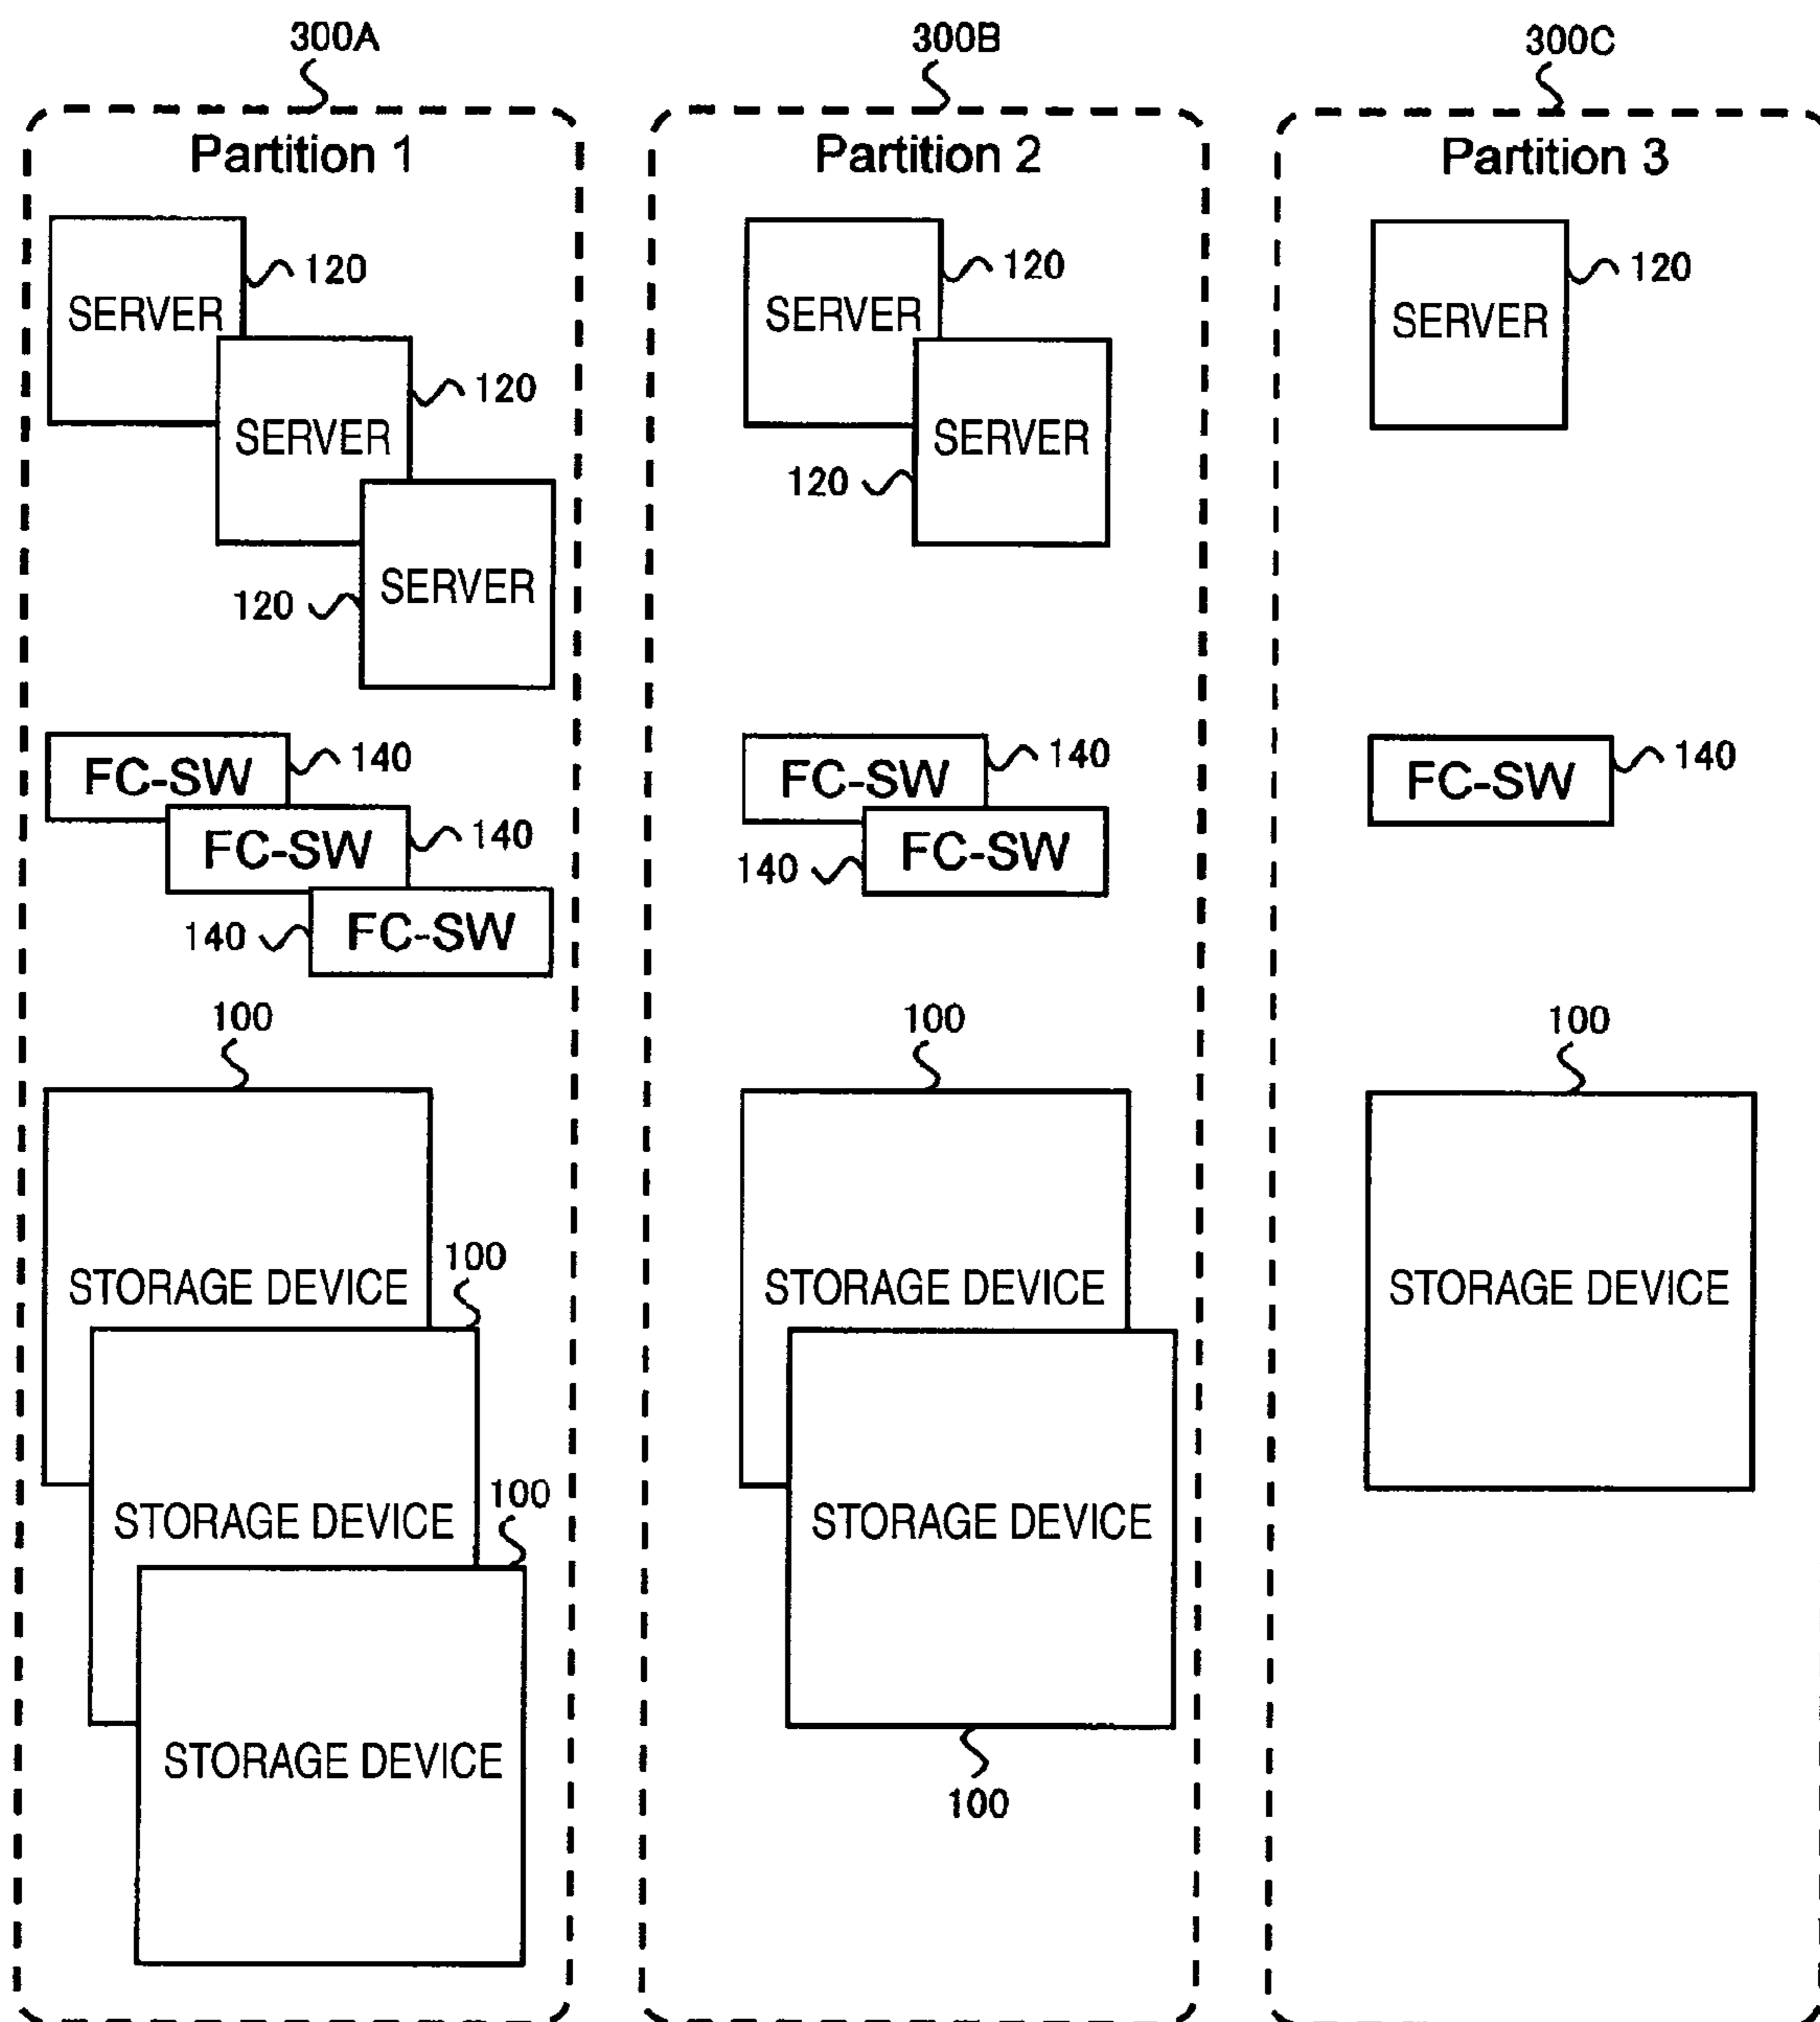 300A
300B
300C
Partition 1
Partition 2
Partition 3
120
SERVER
120
SERVER
120
SERVER
120
SERVER
120
SERVER
120
SERVER
140
FC-SW
140
FC-SW
140
FC-SW
140
FC-SW
140
FC-SW
140
FC-SW
100
STORAGE DEVICE
100
STORAGE DEVICE
100
STORAGE DEVICE
100
STORAGE DEVICE
STORAGE DEVICE
100
100
STORAGE DEVICE